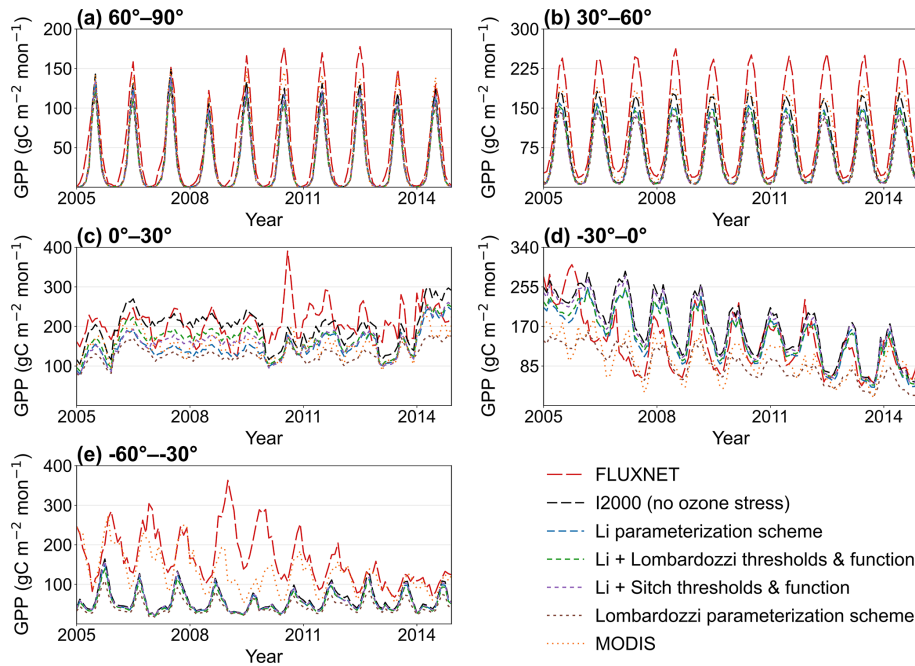 (a) 60°–90°
GPP (gC m⁻² mon⁻¹)
200
150
100
50
2005
2008
2011
2014
Year
(b) 30°–60°
GPP (gC m⁻² mon⁻¹)
300
225
150
75
0
2005
2008
2011
2014
Year
(c) 0°–30°
GPP (gC m⁻² mon⁻¹)
400
300
200
100
0
2005
2008
2011
2014
Year
(d) -30°–0°
GPP (gC m⁻² mon⁻¹)
340
255
170
85
2005
2008
2011
2014
Year
(e) -60°–-30°
GPP (gC m⁻² mon⁻¹)
400
300
200
100
0
2005
2008
2011
2014
Year
FLUXNET
I2000 (no ozone stress)
Li parameterization scheme
Li + Lombardozzi thresholds & function
Li + Sitch thresholds & function
Lombardozzi parameterization scheme
MODIS